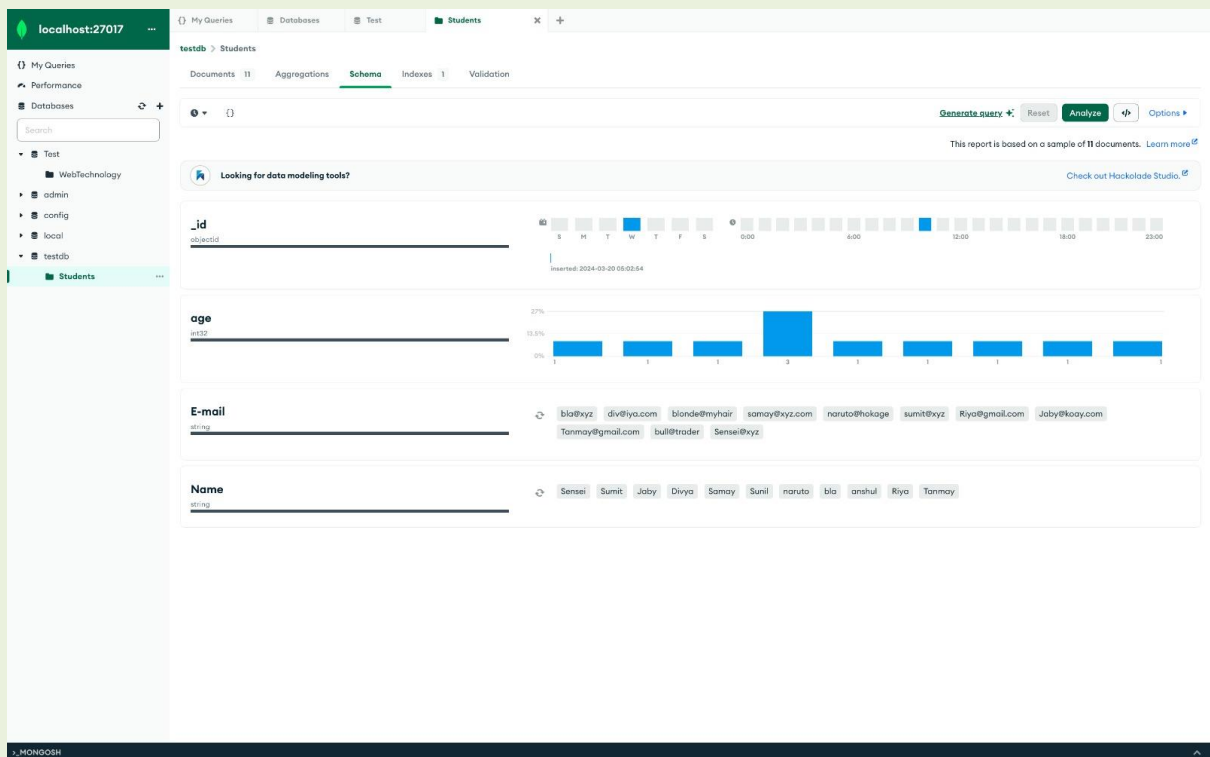 localhost:27017 ...
{} My Queries
Performance
Databases
Search
Test
WebTechnology
admin
config
local
testdb
Students ...
{} My Queries
Databases
Test
Students
testdb > Students
Documents 11 Aggregations Schema Indexes 1 Validation
{} Generate query Reset Analyze </> Options
This report is based on a sample of 11 documents. Learn more
Looking for data modeling tools? Check out Hackolade Studio.
_id
objectid
S M T W T F S 0:00 6:00 12:00 18:00 23:00
inserted: 2024-03-20 05:02:54
age
int32
27%
13.5%
0%
1 1 1 3 1 1 1 1 1
E-mail
string
bla@xyz div@iya.com blonde@myhair samay@xyz.com naruto@hokage sumit@xyz Riya@gmail.com Jaby@koay.com
Tanmay@gmail.com bull@trader Sensei@xyz
Name
string
Sensei Sumit Jaby Divya Samay Sunil naruto bla anshul Riya Tanmay
>_MONGOSH